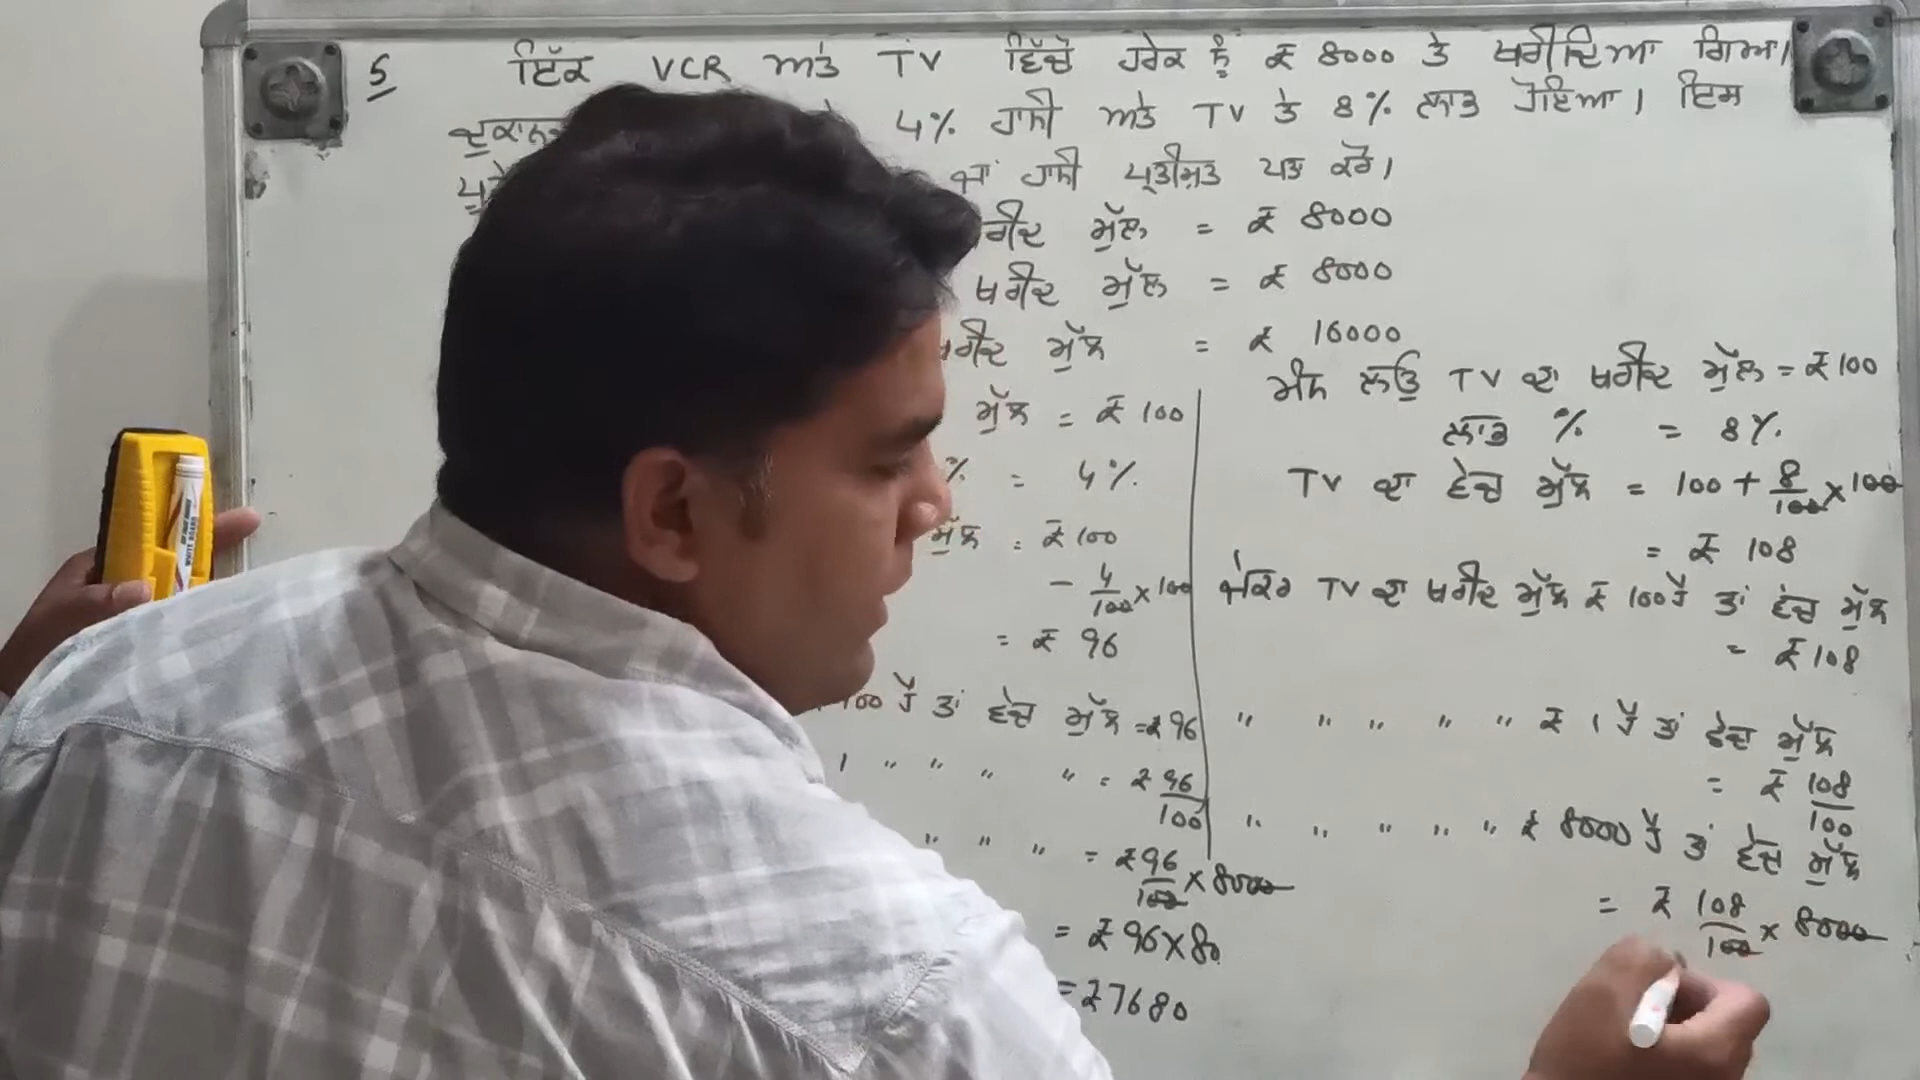 5 ਇੱਕ VCR ਅਤੇ TV ਵਿੱਚੋਂ ਹਰੇਕ ਨੂੰ ₹ 8000 ਤੇ ਖਰੀਦਿਆ ਗਿਆ।
4% ਹਾਨੀ ਅਤੇ TV ਤੇ 8% ਲਾਭ ਹੋਇਆ। ਇਸ
ਜਾਂ ਹਾਨੀ ਪ੍ਰਤੀਸ਼ਤ ਪਤਾ ਕਰੋ।
ਮੁੱਲ = ₹ 8000
ਖਰੀਦ ਮੁੱਲ = ₹ 8000
ਮੁੱਲ = ₹ 16000
ਮੁੱਲ = ₹ 100
% = 4%
ਮੁੱਲ = ₹ 100
- 4/100 × 100
= ₹ 96
100 ਹੈ ਤਾਂ ਵੇਚ ਮੁੱਲ = ₹ 96
1 " " " " = ₹ 96/100
" " " = ₹ 96/100 × 8000
= ₹ 96 × 80
= ₹ 7680
ਮੰਨ ਲਉ TV ਦਾ ਖਰੀਦ ਮੁੱਲ = ₹ 100
ਲਾਭ % = 8%
TV ਦਾ ਵੇਚ ਮੁੱਲ = 100 + 8/100 × 100
= ₹ 108
ਜੇਕਰ TV ਦਾ ਖਰੀਦ ਮੁੱਲ ₹ 100 ਹੈ ਤਾਂ ਵੇਚ ਮੁੱਲ
= ₹ 108
" " " " " ₹ 1 ਹੈ ਤਾਂ ਵੇਚ ਮੁੱਲ
= ₹ 108/100
" " " " " ₹ 8000 ਹੈ ਤਾਂ ਵੇਚ ਮੁੱਲ
= ₹ 108/100 × 8000